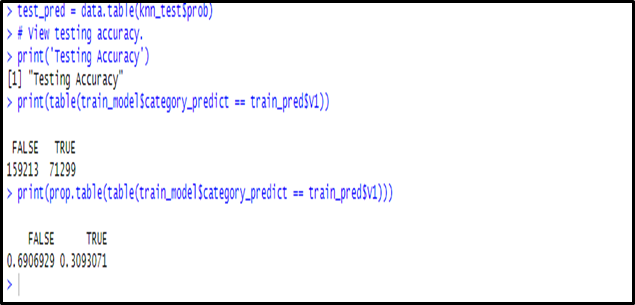 > test_pred = data.table(knn_test$prob)
> # View testing accuracy.
> print('Testing Accuracy')
[1] "Testing Accuracy"
> print(table(train_model$category_predict == train_pred$V1))
FALSE TRUE
159213 71299
> print(prop.table(table(train_model$category_predict == train_pred$V1)))
FALSE TRUE
0.6906929 0.3093071
>